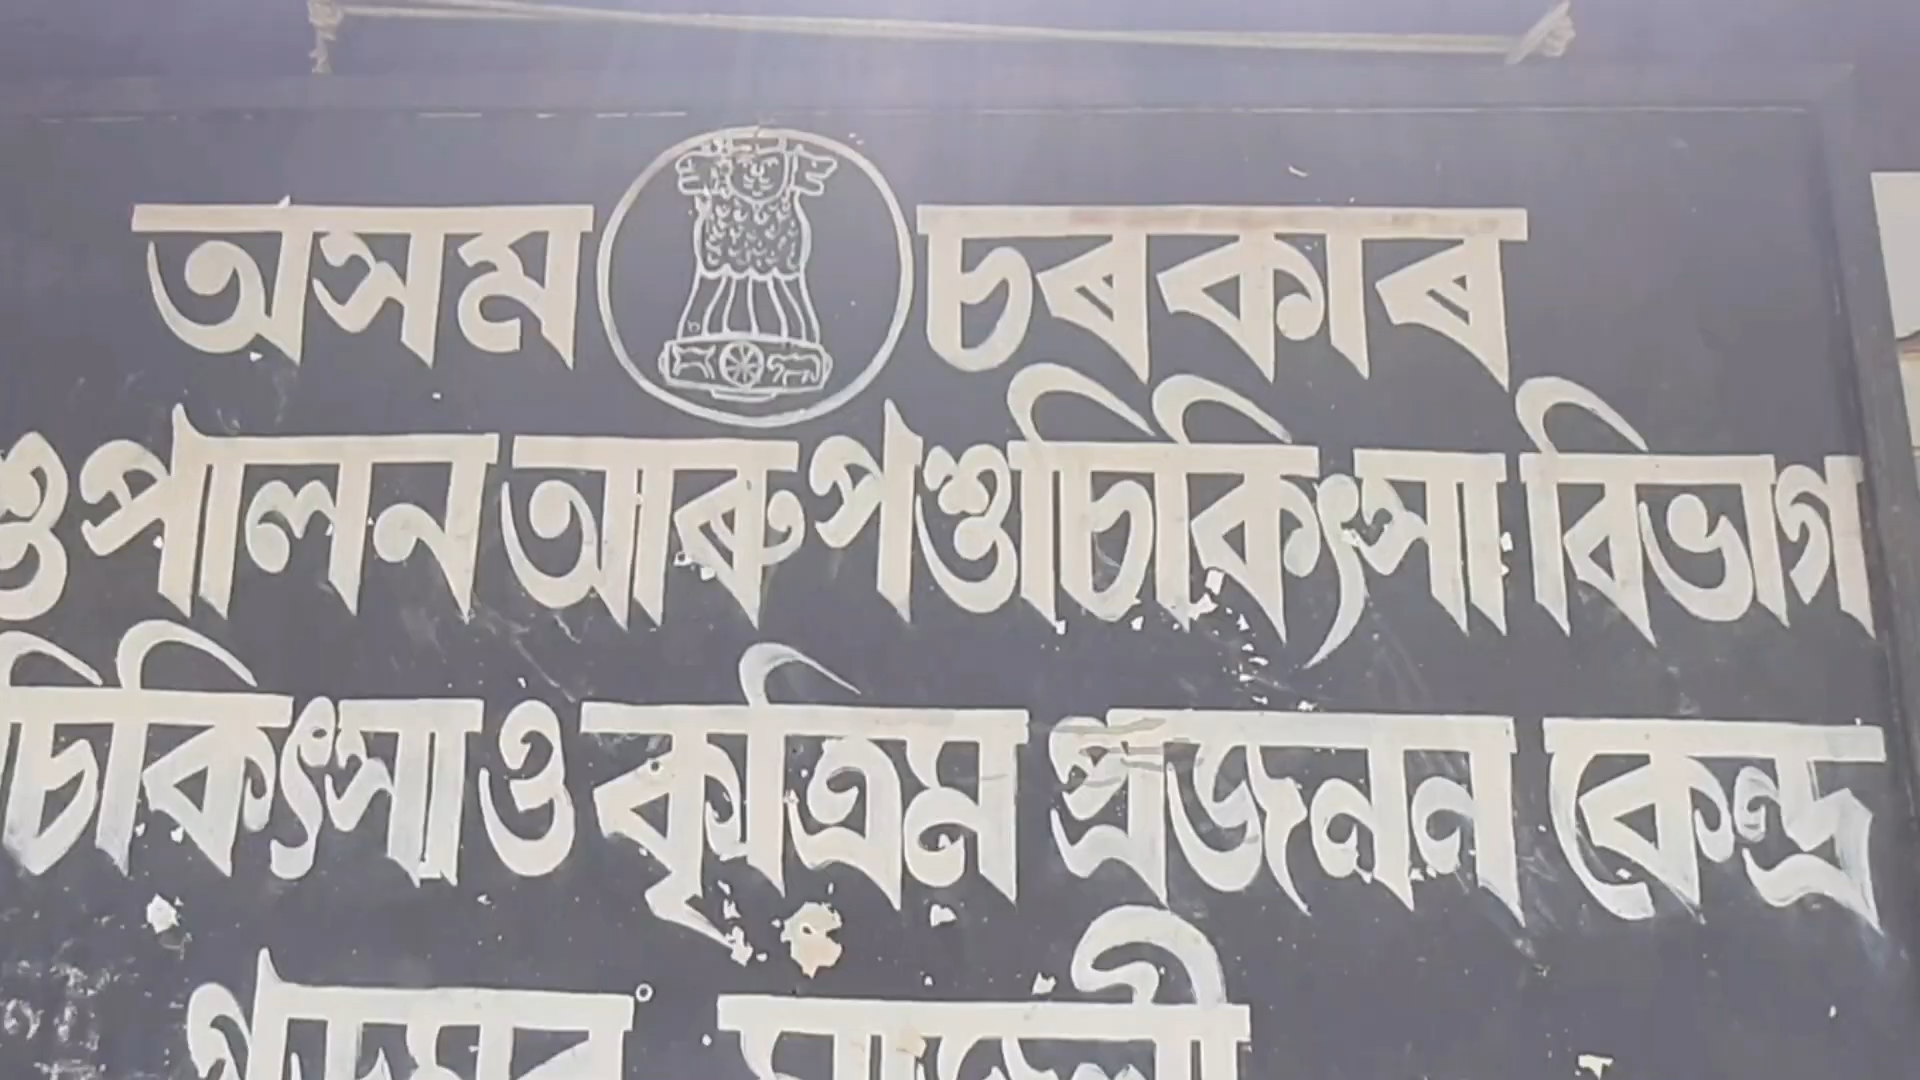 অসম চৰকাৰ
শুপালন আৰু পশু চিকিৎসা বিভাগ
চিকিৎসা ও কৃত্ৰিম প্ৰজনন কেন্দ্ৰ